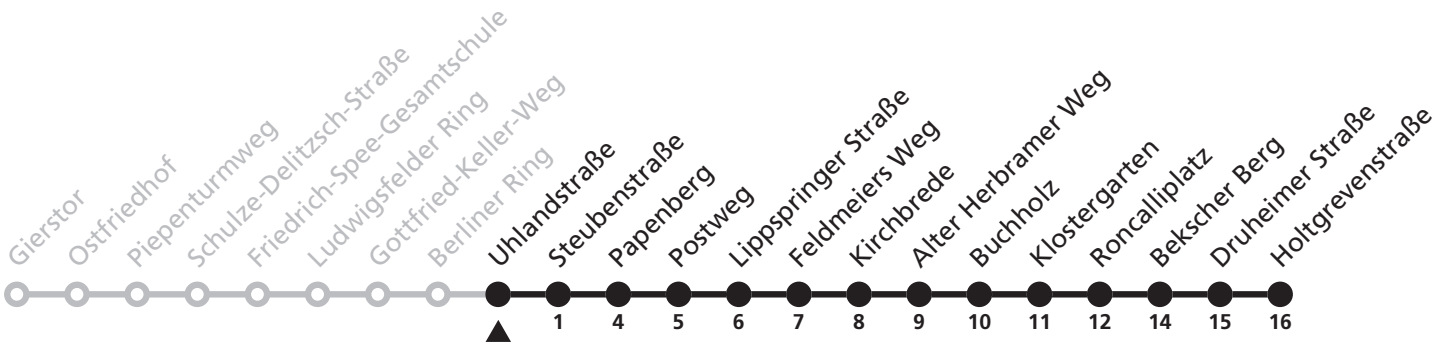 Gierstor
Ostfriedhof
Piepenturmweg
Schulze-Delitzsch-Straße
Friedrich-Spee-Gesamtschule
Ludwigsfelder Ring
Gottfried-Keller-Weg
Berliner Ring
Uhlandstraße
Steubenstraße
Papenberg
Postweg
Lippspringer Straße
Feldmeiers Weg
Kirchbrede
Alter Herbramer Weg
Buchholz
Klostergarten
Roncalliplatz
Bekscher Berg
Druheimer Straße
Holtgrevenstraße
1 4 5 6 7 8 9 10 11 12 14 15 16